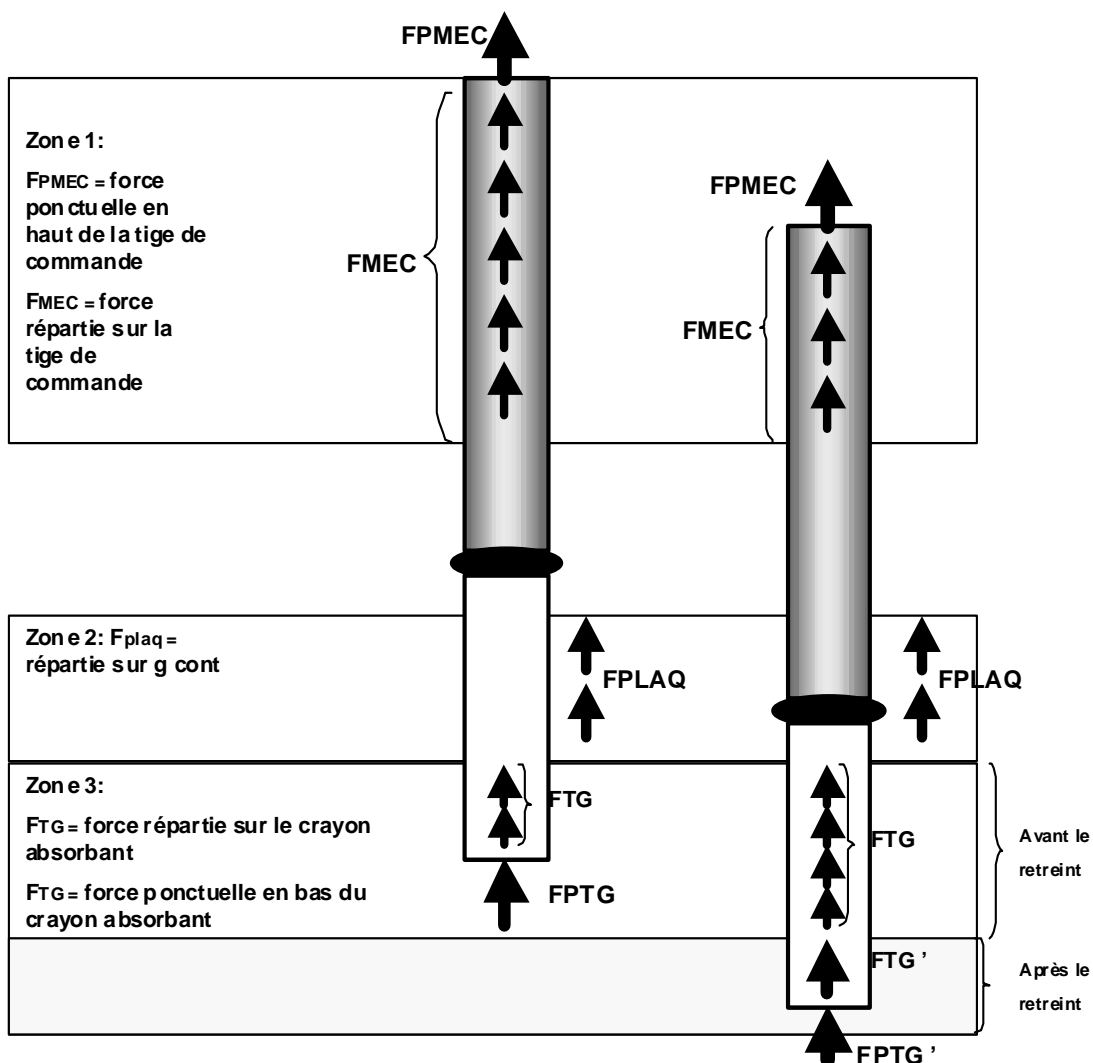 FPMEC
Zone 1:
FPMEC = force
ponctuelle en
haut de la tige de
commande
FMEC = force
répartie sur la
tige de
commande
FMEC
FPMEC
FMEC
Zone 2: Fplaq =
répartie sur g cont
FPLAQ
FPLAQ
Zone 3:
FTG = force répartie sur le crayon
absorbant
FTG = force ponctuelle en bas du
crayon absorbant
FTG
FPTG
FTG
Avant le
retreint
FTG ’
Après le
retreint
FPTG ’